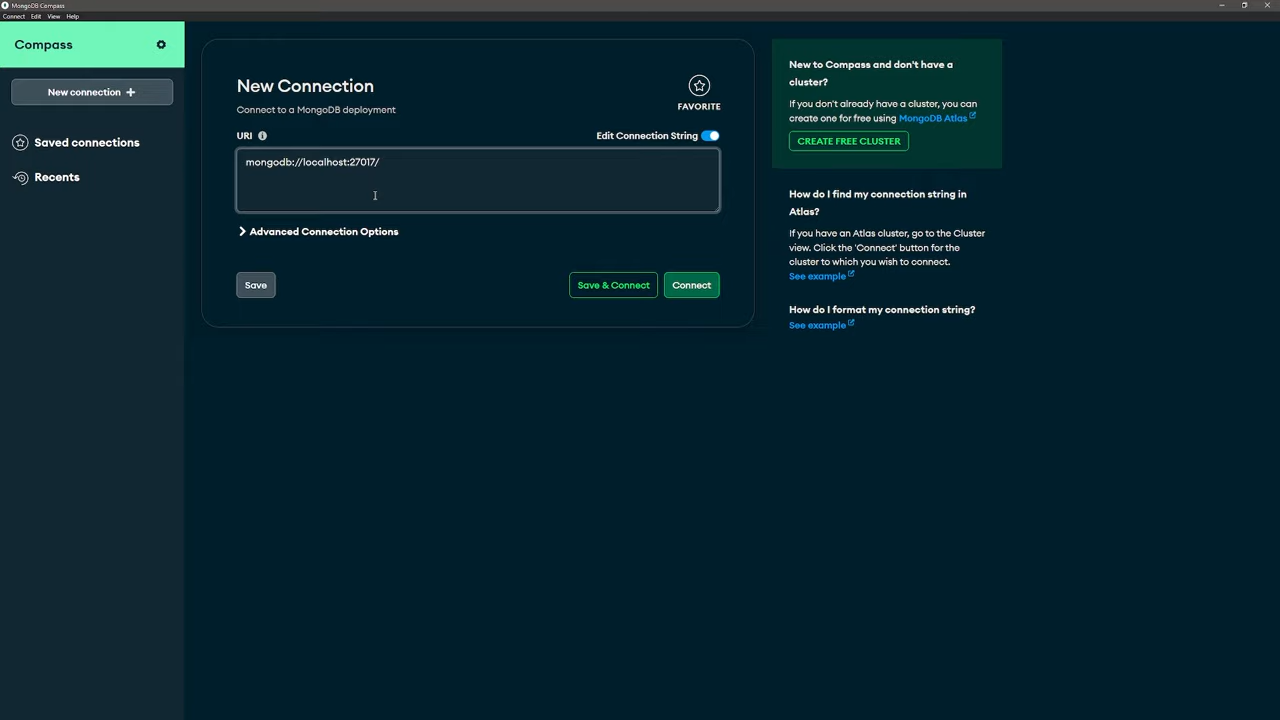 MongoDB Compass
Connect Edit View Help
Compass
New connection +
Saved connections
Recents
New Connection
Connect to a MongoDB deployment
FAVORITE
URI
Edit Connection String
mongodb://localhost:27017/
Advanced Connection Options
Save
Save & Connect
Connect
New to Compass and don't have a
cluster?
If you don't already have a cluster, you can
create one for free using MongoDB Atlas
CREATE FREE CLUSTER
How do I find my connection string in
Atlas?
If you have an Atlas cluster, go to the Cluster
view. Click the 'Connect' button for the
cluster to which you wish to connect.
See example
How do I format my connection string?
See example